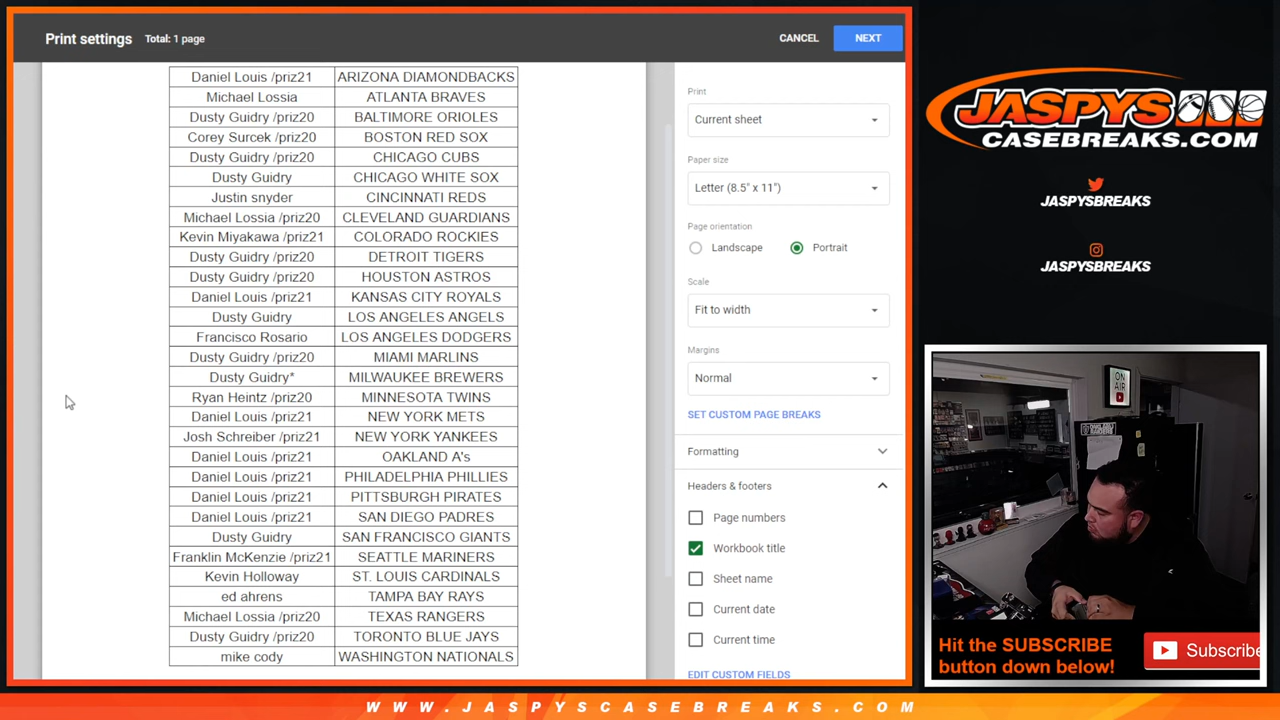 Print settings
Total: 1 page
CANCEL
NEXT
Daniel Louis /priz21 ARIZONA DIAMONDBACKS
Michael Lossia ATLANTA BRAVES
Dusty Guidry /priz20 BALTIMORE ORIOLES
Corey Surcek /priz20 BOSTON RED SOX
Dusty Guidry /priz20 CHICAGO CUBS
Dusty Guidry CHICAGO WHITE SOX
Justin snyder CINCINNATI REDS
Michael Lossia /priz20 CLEVELAND GUARDIANS
Kevin Miyakawa /priz21 COLORADO ROCKIES
Dusty Guidry /priz20 DETROIT TIGERS
Dusty Guidry /priz20 HOUSTON ASTROS
Daniel Louis /priz21 KANSAS CITY ROYALS
Dusty Guidry LOS ANGELES ANGELS
Francisco Rosario LOS ANGELES DODGERS
Dusty Guidry /priz20 MIAMI MARLINS
Dusty Guidry* MILWAUKEE BREWERS
Ryan Heintz /priz20 MINNESOTA TWINS
Daniel Louis /priz21 NEW YORK METS
Josh Schreiber /priz21 NEW YORK YANKEES
Daniel Louis /priz21 OAKLAND A's
Daniel Louis /priz21 PHILADELPHIA PHILLIES
Daniel Louis /priz21 PITTSBURGH PIRATES
Daniel Louis /priz21 SAN DIEGO PADRES
Dusty Guidry SAN FRANCISCO GIANTS
Franklin McKenzie /priz21 SEATTLE MARINERS
Kevin Holloway ST. LOUIS CARDINALS
ed ahrens TAMPA BAY RAYS
Michael Lossia /priz20 TEXAS RANGERS
Dusty Guidry /priz20 TORONTO BLUE JAYS
mike cody WASHINGTON NATIONALS
Print
Current sheet
Paper size
Letter (8.5" x 11")
Page orientation
Landscape
Portrait
Scale
Fit to width
Margins
Normal
SET CUSTOM PAGE BREAKS
Formatting
Headers & footers
Page numbers
Workbook title
Sheet name
Current date
Current time
EDIT CUSTOM FIELDS
JASPYS
CASEBREAKS.COM
JASPYSBREAKS
JASPYSBREAKS
ON
AIR
Hit the SUBSCRIBE
button down below!
Subscribe
WWW.JASPYSCASEBREAKS.COM